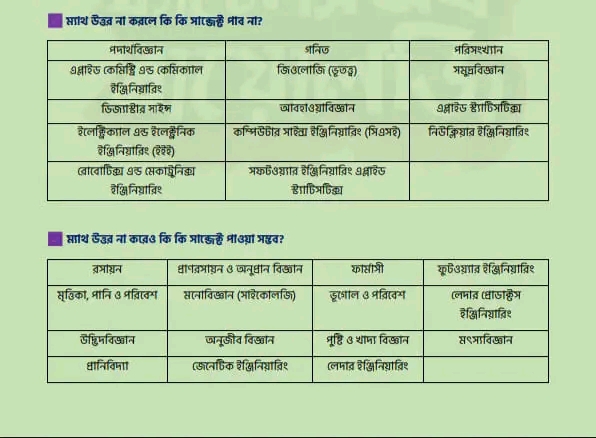 ম্যাথ উত্তর না করলে কি কি সাব্জেক্ট পাব না?
পদার্থবিজ্ঞান গনিত পরিসংখ্যান
এপ্লাইড কেমিস্ট্রি এন্ড কেমিক্যাল
ইঞ্জিনিয়ারিং
জিওলোজি (ভূতত্ত্ব) সমুদ্রবিজ্ঞান
ডিজ্যাস্টার সাইন্স আবহাওয়াবিজ্ঞান এপ্লাইড স্ট্যাটিসটিক্স
ইলেক্ট্রিক্যাল এন্ড ইলেক্ট্রনিক
ইঞ্জিনিয়ারিং (ইইই)
কম্পিউটার সাইন্স ইঞ্জিনিয়ারিং (সিএসই) নিউক্লিয়ার ইঞ্জিনিয়ারিং
রোবোটিক্স এন্ড মেকাট্রনিক্স
ইঞ্জিনিয়ারিং
সফটওয়্যার ইঞ্জিনিয়ারিং এপ্লাইড
স্ট্যাটিসটিক্স
ম্যাথ উত্তর না করেও কি কি সাব্জেক্ট পাওয়া সম্ভব?
রসায়ন প্রাণরসায়ন ও অনুপ্রান বিজ্ঞান ফার্মাসী ফুটওয়্যার ইঞ্জিনিয়ারিং
মৃত্তিকা, পানি ও পরিবেশ মনোবিজ্ঞান (সাইকোলজি) ভূগোল ও পরিবেশ লেদার প্রোডাক্টস
ইঞ্জিনিয়ারিং
উদ্ভিদবিজ্ঞান অনুজীব বিজ্ঞান পুষ্টি ও খাদ্য বিজ্ঞান মৎস্যবিজ্ঞান
প্রানিবিদ্যা জেনেটিক ইঞ্জিনিয়ারিং লেদার ইঞ্জিনিয়ারিং